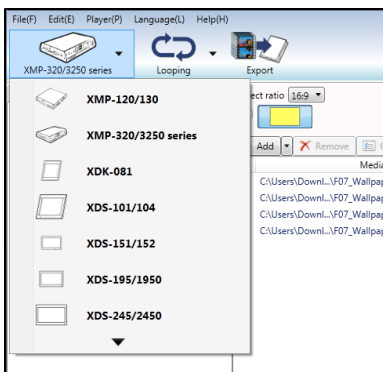 File(F) Edit(E) Player(P) Language(L) Help(H)
XMP-320/3250 series Looping Export
ect ratio 16:9
XMP-120/130
XMP-320/3250 series
Add Remove
XDK-081
Media
C:\Users\Downl...\F07_Wallpap
XDS-101/104
C:\Users\Downl...\F07_Wallpap
C:\Users\Downl...\F07_Wallpap
C:\Users\Downl...\F07_Wallpap
XDS-151/152
XDS-195/1950
XDS-245/2450